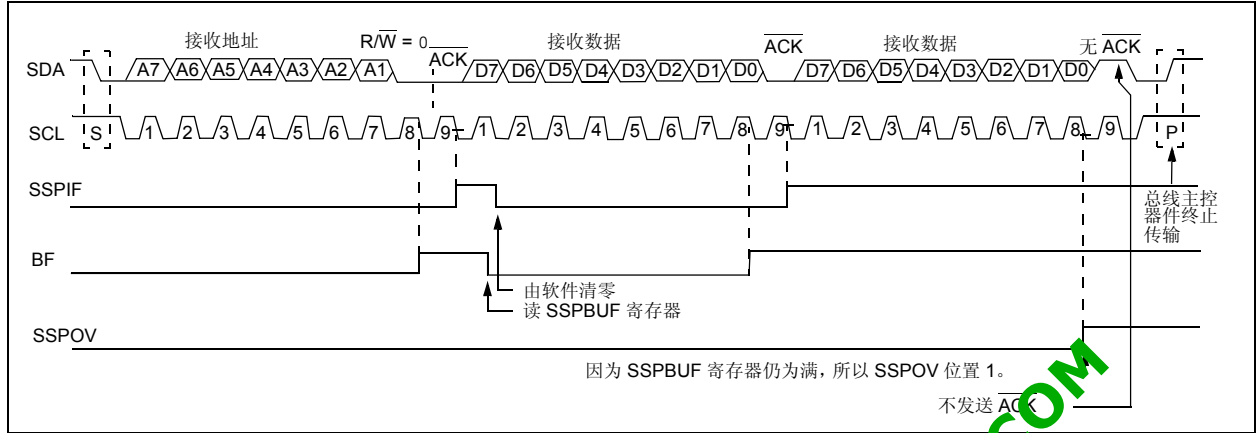 接收地址 R/W̅ = 0 A̅C̅K̅ 接收数据 A̅C̅K̅ 接收数据 无 A̅C̅K̅
SDA A7 A6 A5 A4 A3 A2 A1 D7 D6 D5 D4 D3 D2 D1 D0 D7 D6 D5 D4 D3 D2 D1 D0
SCL S 1 2 3 4 5 6 7 8 9 1 2 3 4 5 6 7 8 9 1 2 3 4 5 6 7 8 9 P
SSPIF
总线主控
器件终止
传输
BF
由软件清零
读 SSPBUF 寄存器
SSPOV
因为 SSPBUF 寄存器仍为满，所以 SSPOV 位置 1。
不发送 A̅C̅K̅
COM